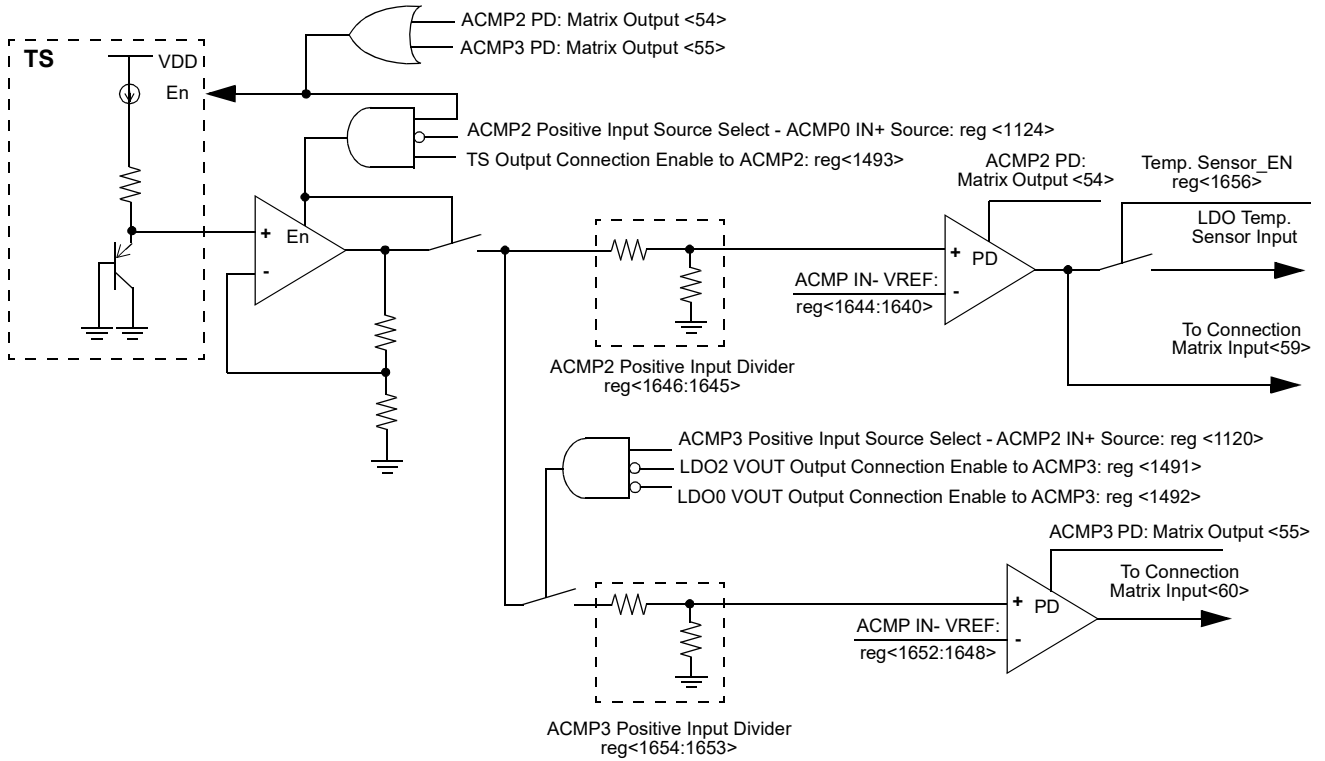 ACMP2 PD: Matrix Output <54>
ACMP3 PD: Matrix Output <55>
TS
VDD
En
ACMP2 Positive Input Source Select - ACMP0 IN+ Source: reg <1124>
TS Output Connection Enable to ACMP2: reg<1493>
ACMP2 PD:
Matrix Output <54>
Temp. Sensor_EN
reg<1656>
LDO Temp.
Sensor Input
+
En
-
+
PD
-
ACMP IN- VREF:
reg<1644:1640>
To Connection
Matrix Input<59>
ACMP2 Positive Input Divider
reg<1646:1645>
ACMP3 Positive Input Source Select - ACMP2 IN+ Source: reg <1120>
LDO2 VOUT Output Connection Enable to ACMP3: reg <1491>
LDO0 VOUT Output Connection Enable to ACMP3: reg <1492>
ACMP3 PD: Matrix Output <55>
To Connection
Matrix Input<60>
+
PD
-
ACMP IN- VREF:
reg<1652:1648>
ACMP3 Positive Input Divider
reg<1654:1653>